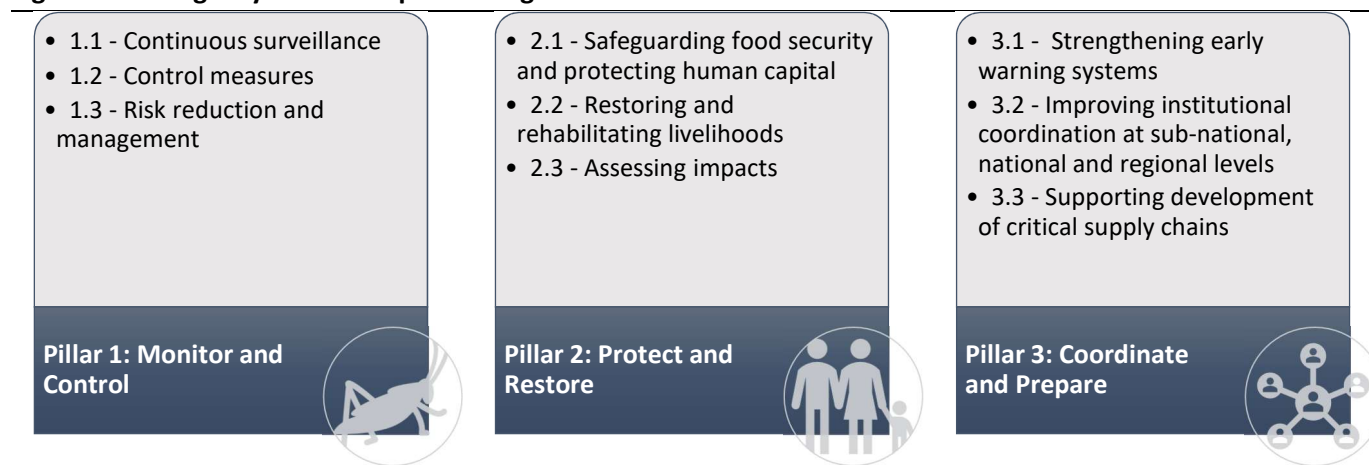 • 1.1 - Continuous surveillance
• 1.2 - Control measures
• 1.3 - Risk reduction and
management
Pillar 1: Monitor and
Control
• 2.1 - Safeguarding food security
and protecting human capital
• 2.2 - Restoring and
rehabilitating livelihoods
• 2.3 - Assessing impacts
Pillar 2: Protect and
Restore
• 3.1 - Strengthening early
warning systems
• 3.2 - Improving institutional
coordination at sub-national,
national and regional levels
• 3.3 - Supporting development
of critical supply chains
Pillar 3: Coordinate
and Prepare